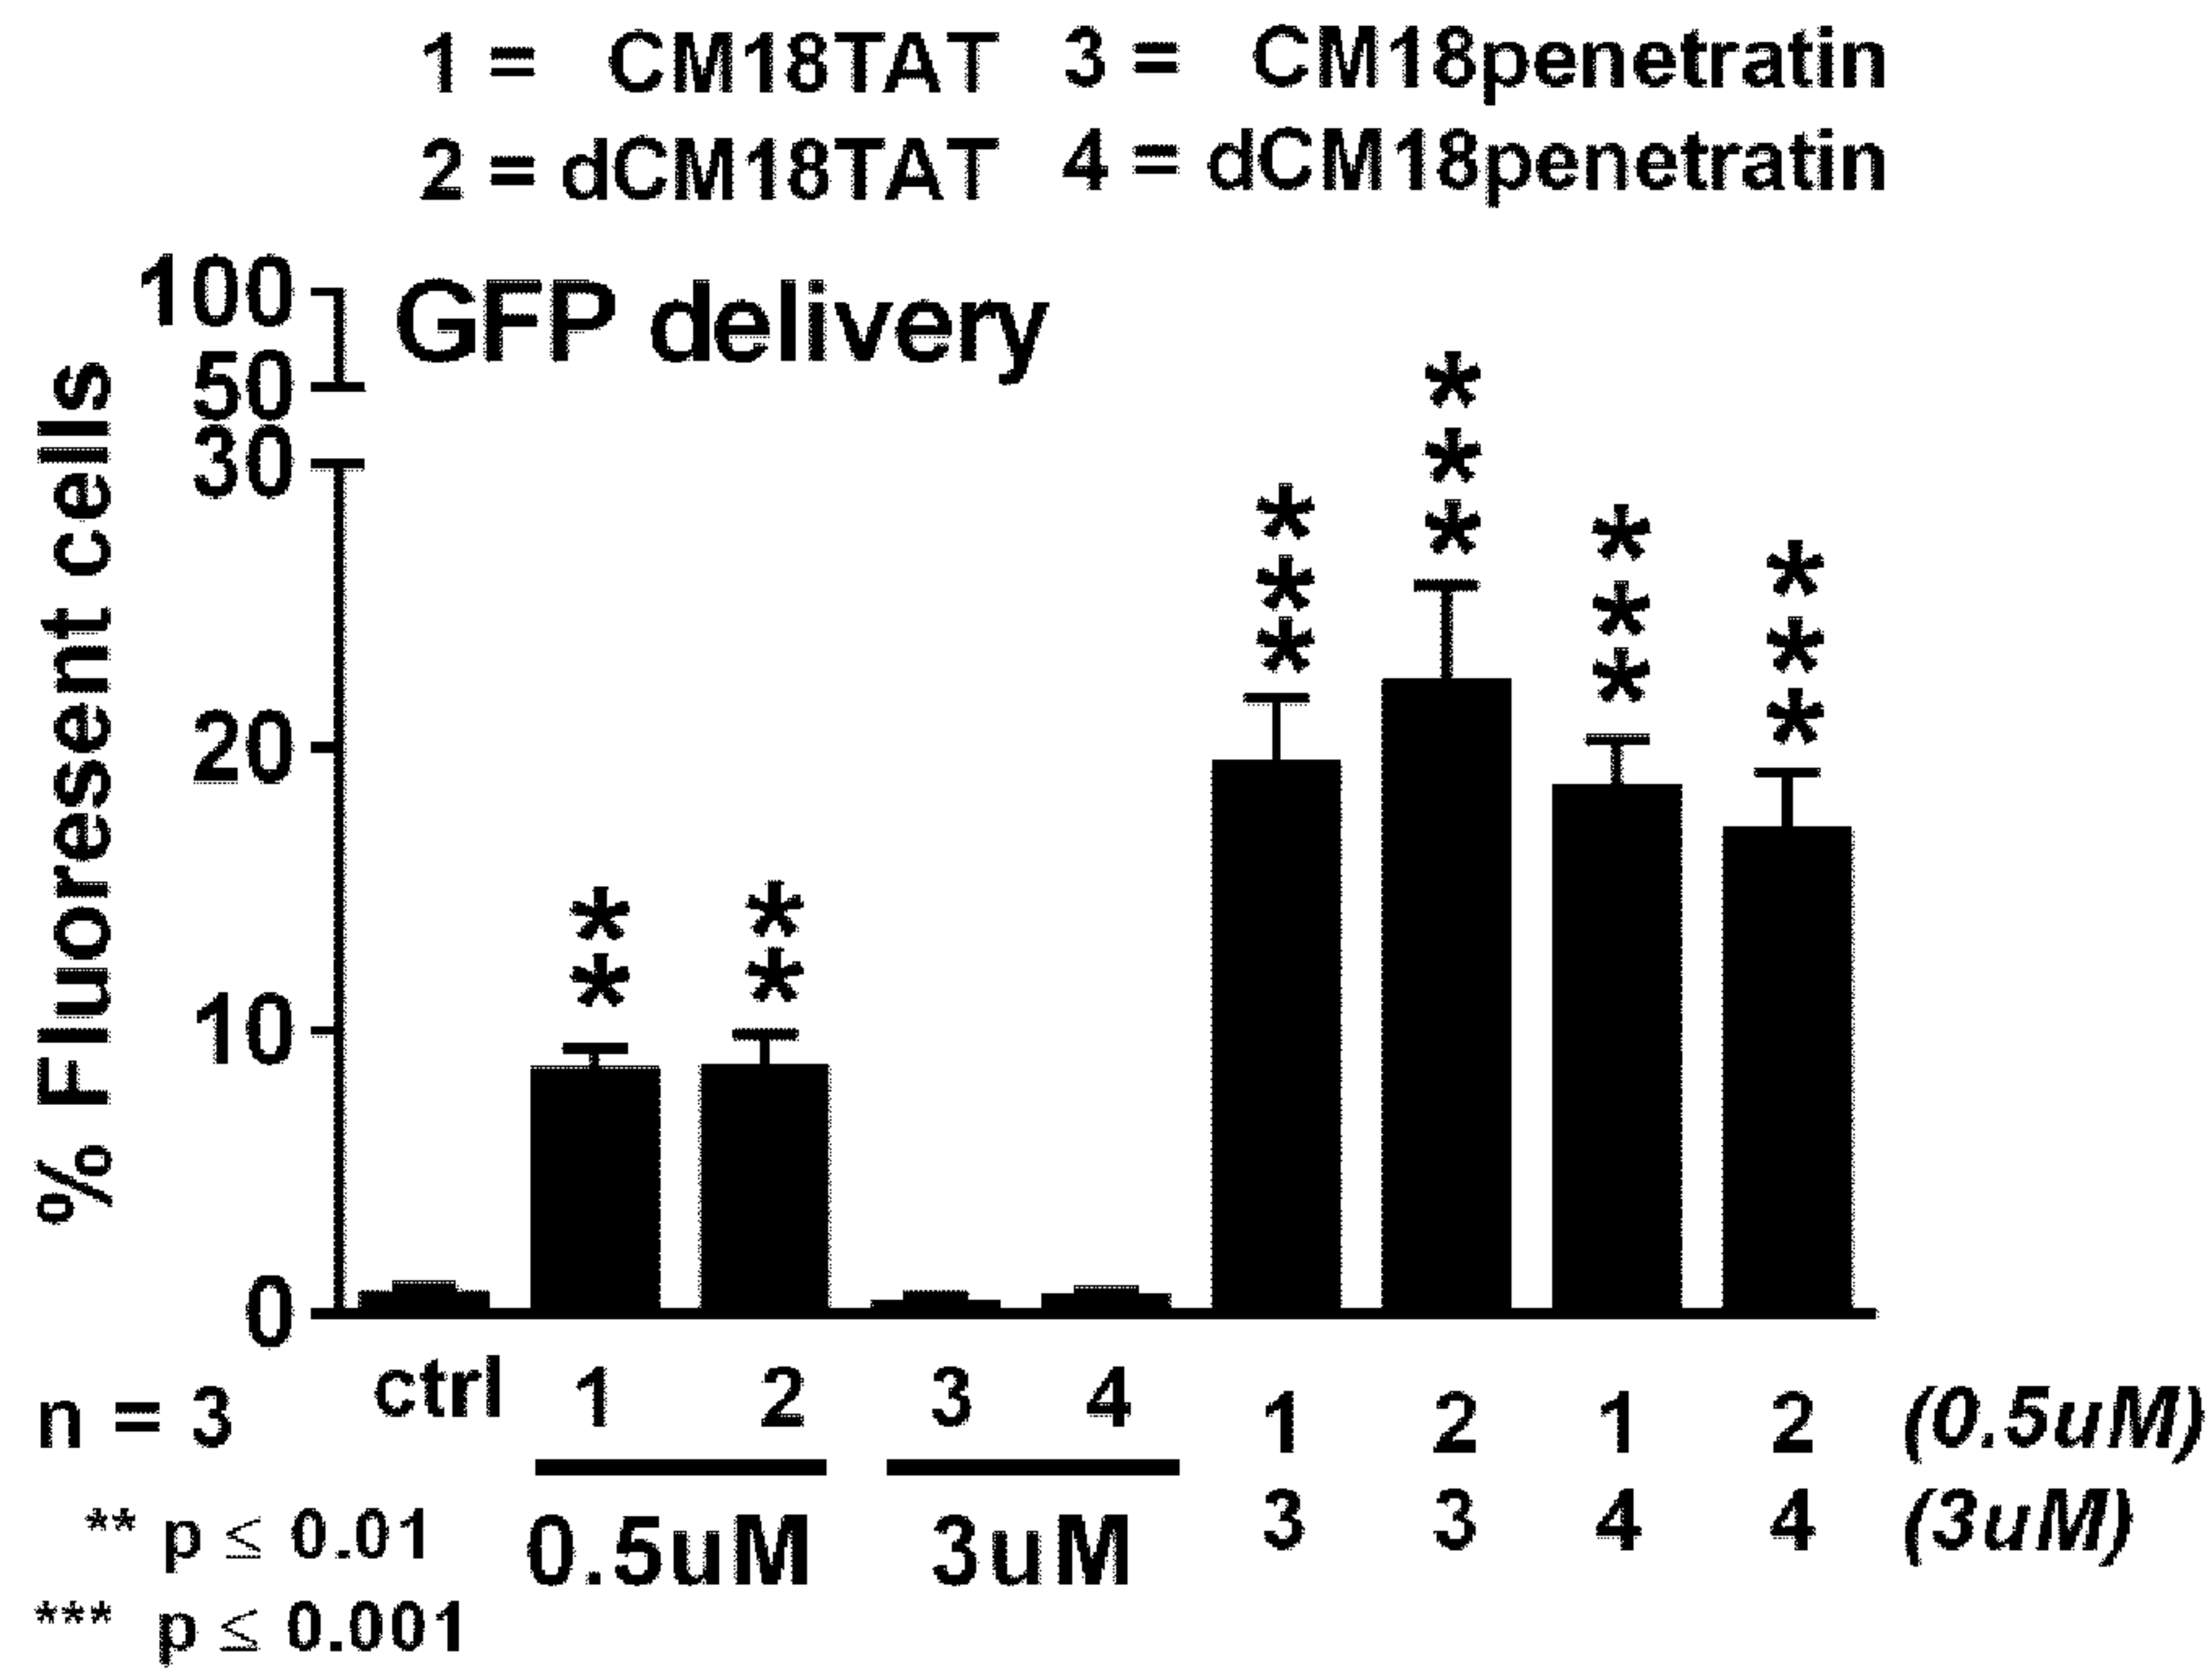 1 = CM18TAT 3 = CM18penetratin
2 = dCM18TAT 4 = dCM18penetratin
GFP delivery
% Fluoresent cells
100
50
30
20
10
0
***
***
***
***
**
**
ctrl 1 2 3 4 1 2 1 2 (0.5uM)
3 3 4 4 (3uM)
0.5uM 3uM
n = 3
** p ≤ 0.01
*** p ≤ 0.001